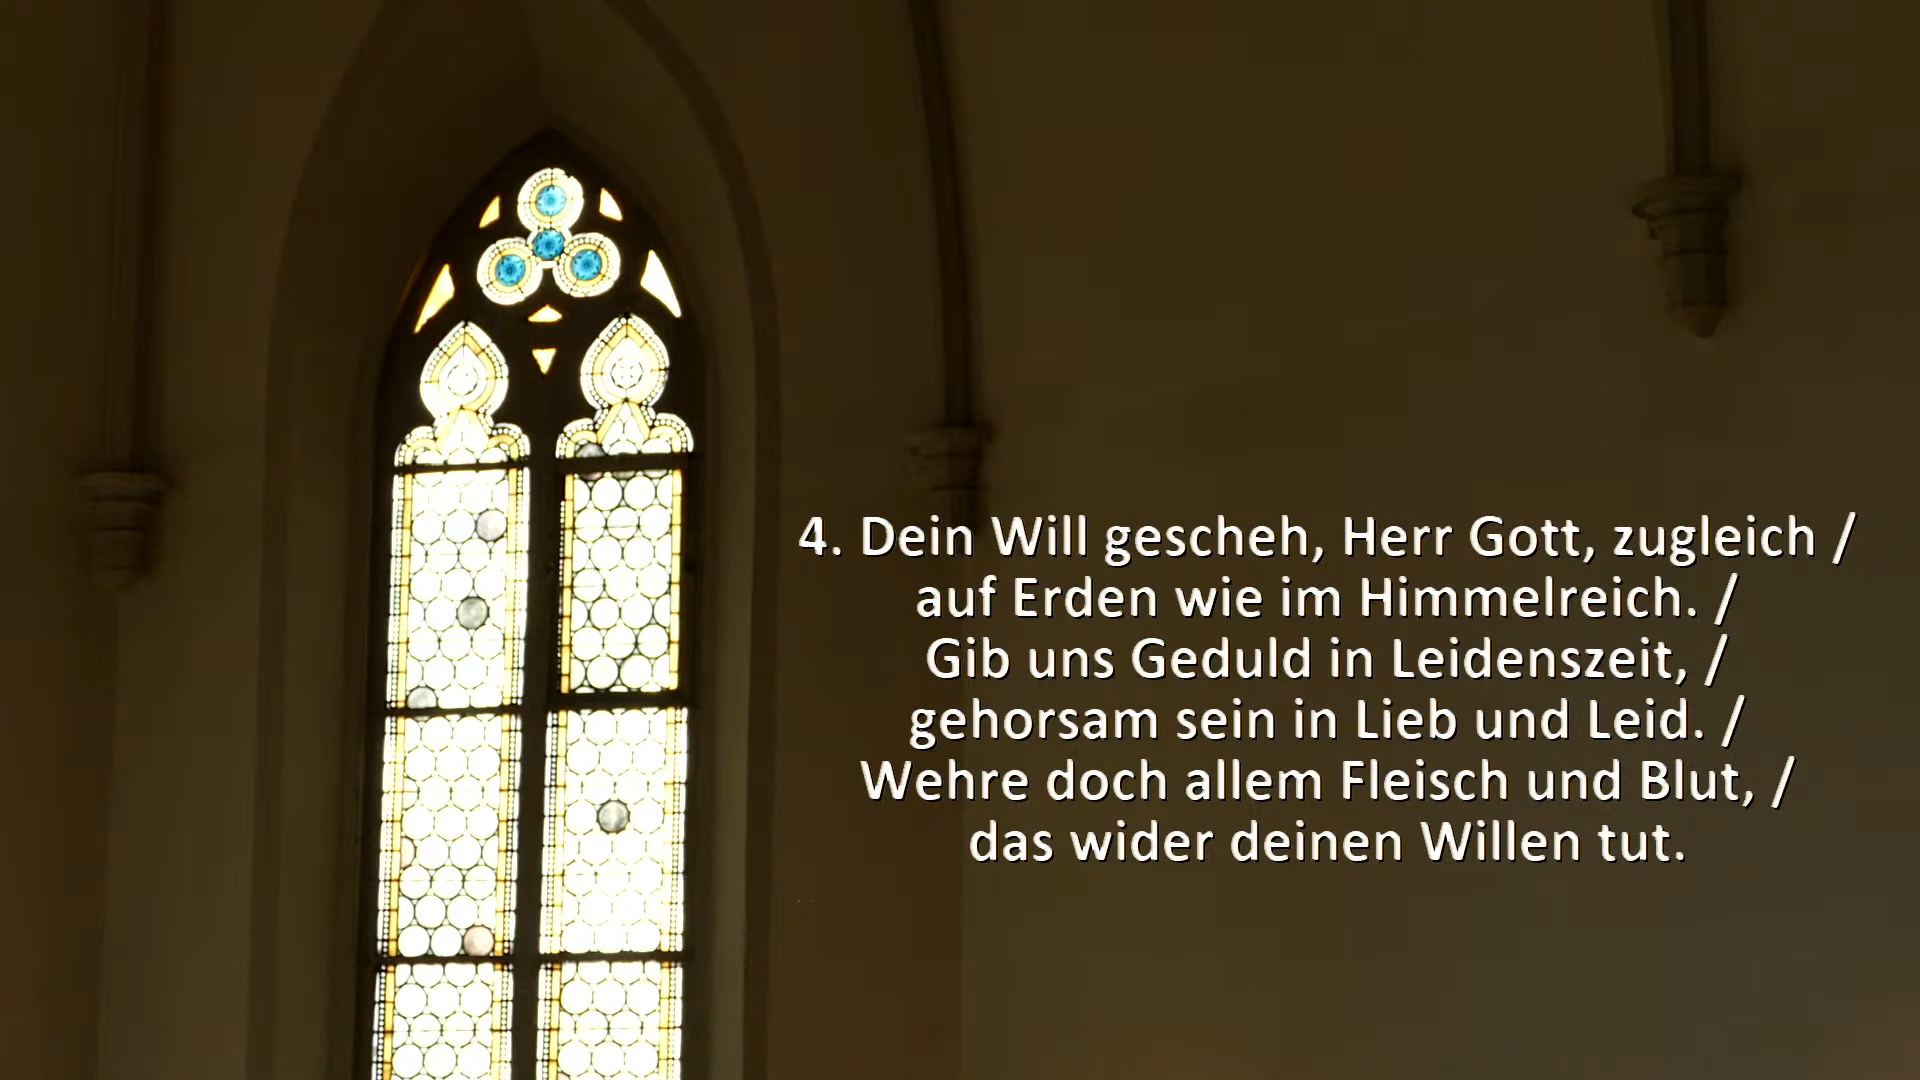 4. Dein Will gescheh, Herr Gott, zugleich /
auf Erden wie im Himmelreich. /
Gib uns Geduld in Leidenszeit, /
gehorsam sein in Lieb und Leid. /
Wehre doch allem Fleisch und Blut, /
das wider deinen Willen tut.